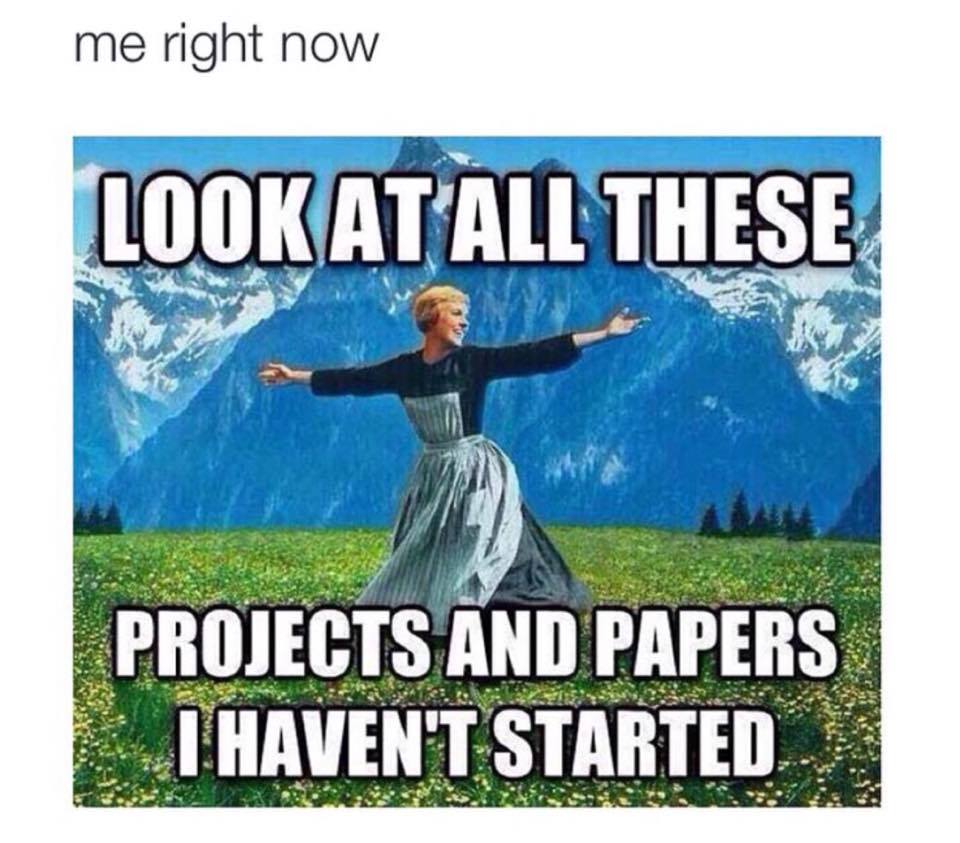 me right now
LOOK AT ALL THESE
PROJECTS AND PAPERS
I HAVEN'T STARTED